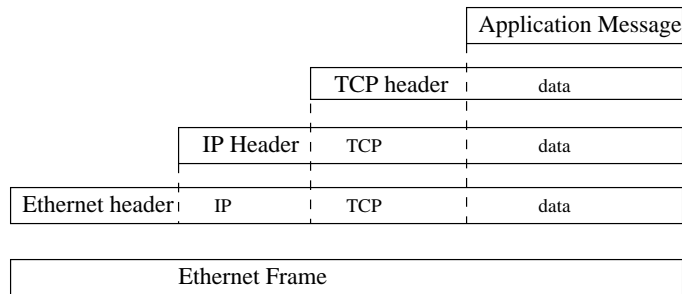 Application Message
TCP header data
IP Header TCP data
Ethernet header IP TCP data
Ethernet Frame